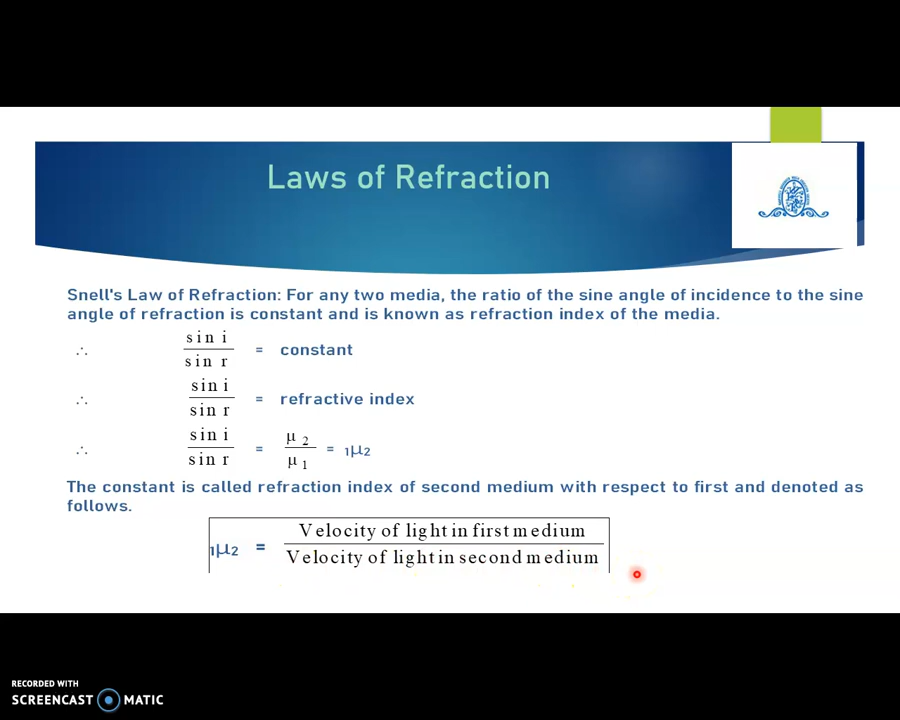 Laws of Refraction
Snell's Law of Refraction: For any two media, the ratio of the sine angle of incidence to the sine
angle of refraction is constant and is known as refraction index of the media.
∴ sin i / sin r = constant
∴ sin i / sin r = refractive index
∴ sin i / sin r = μ 2 / μ 1 = ₁μ₂
The constant is called refraction index of second medium with respect to first and denoted as
follows.
₁μ₂ = Velocity of light in first medium / Velocity of light in second medium
RECORDED WITH
SCREENCAST MATIC